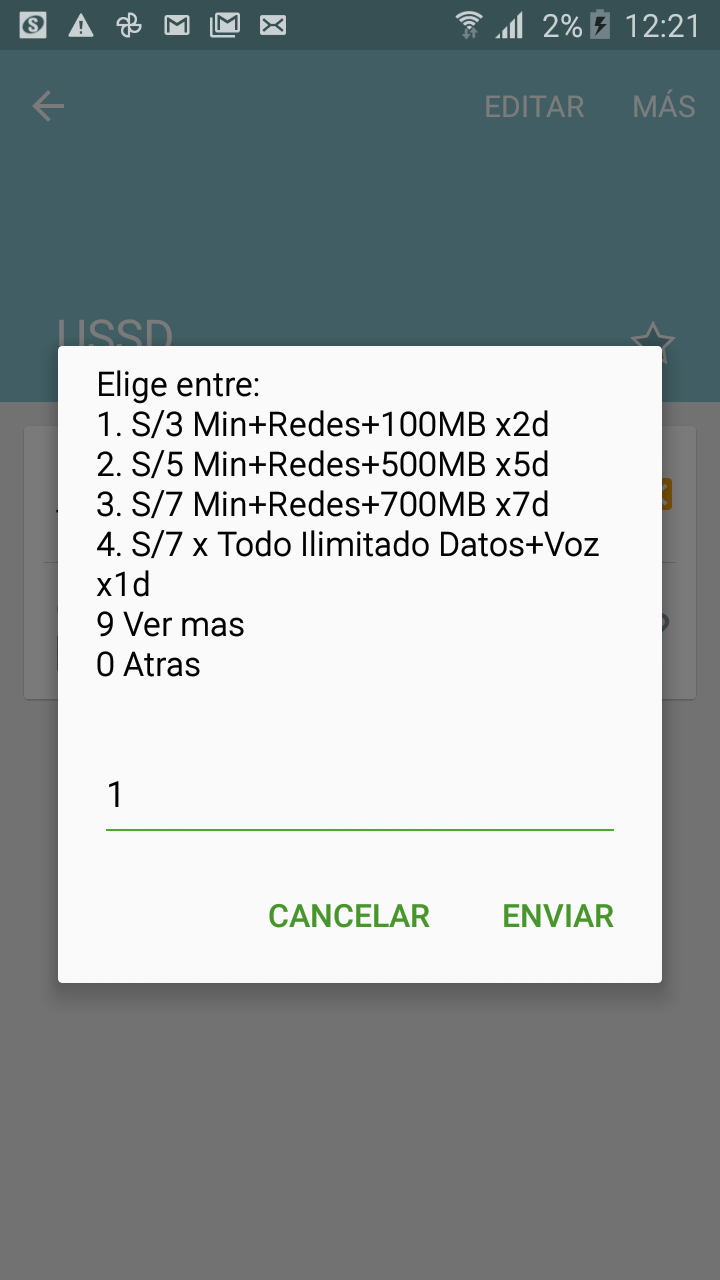 2% 12:21
EDITAR MÁS
USSD
Elige entre:
1. S/3 Min+Redes+100MB x2d
2. S/5 Min+Redes+500MB x5d
3. S/7 Min+Redes+700MB x7d
4. S/7 x Todo Ilimitado Datos+Voz
x1d
9 Ver mas
0 Atras
1
CANCELAR ENVIAR